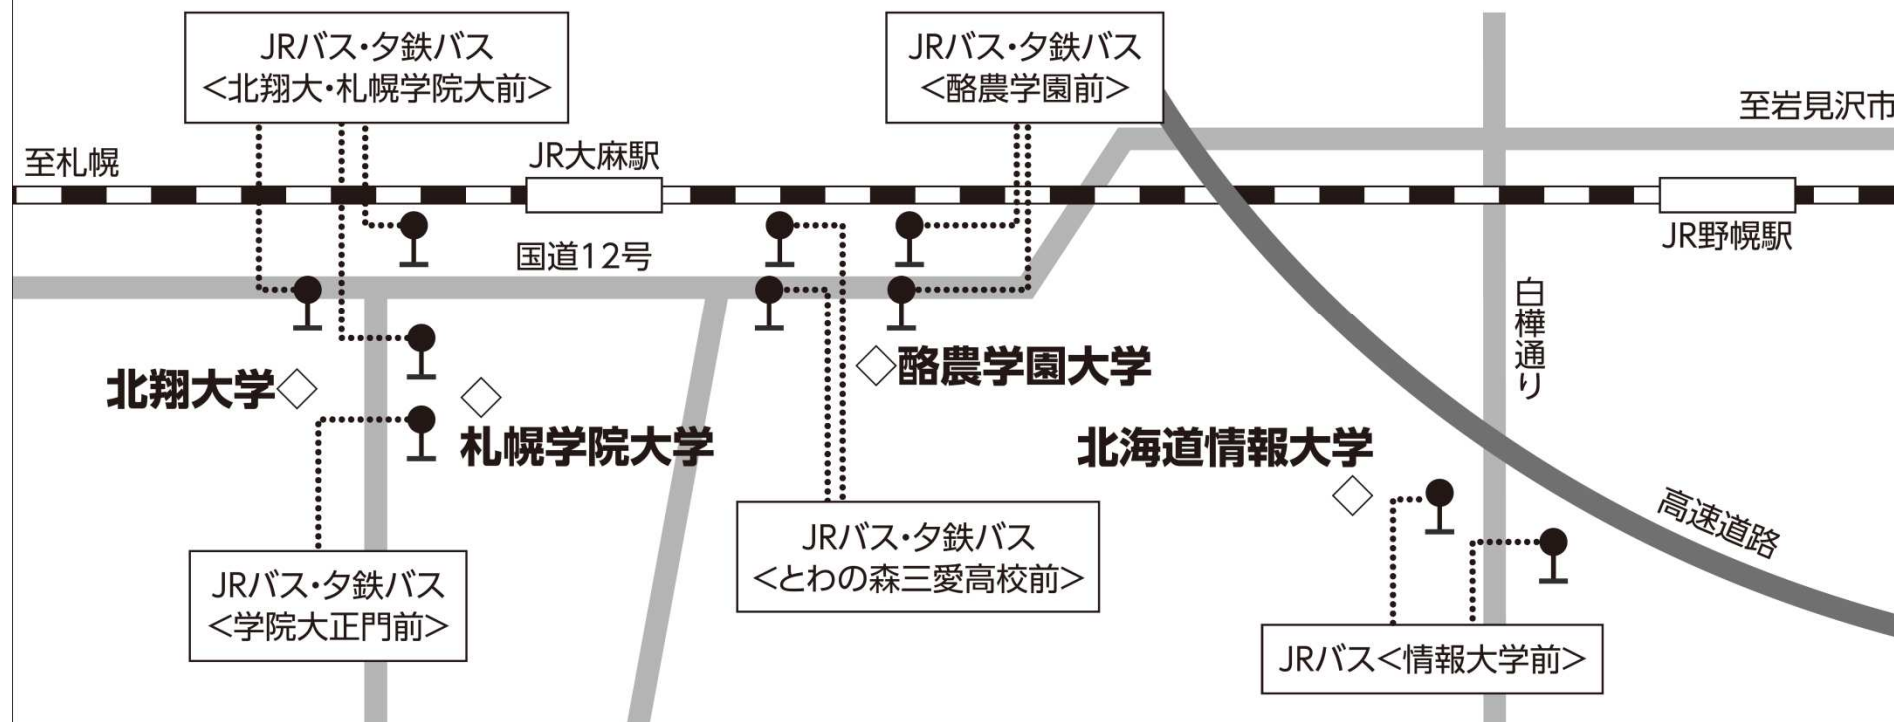 JRバス・夕鉄バス
<北翔大・札幌学院大前>
JRバス・夕鉄バス
<酪農学園前>
至岩見沢市
至札幌
JR大麻駅
国道12号
JR野幌駅
白樺通り
北翔大学
酪農学園大学
札幌学院大学
北海道情報大学
高速道路
JRバス・夕鉄バス
<とわの森三愛高校前>
JRバス・夕鉄バス
<学院大正門前>
JRバス<情報大学前>